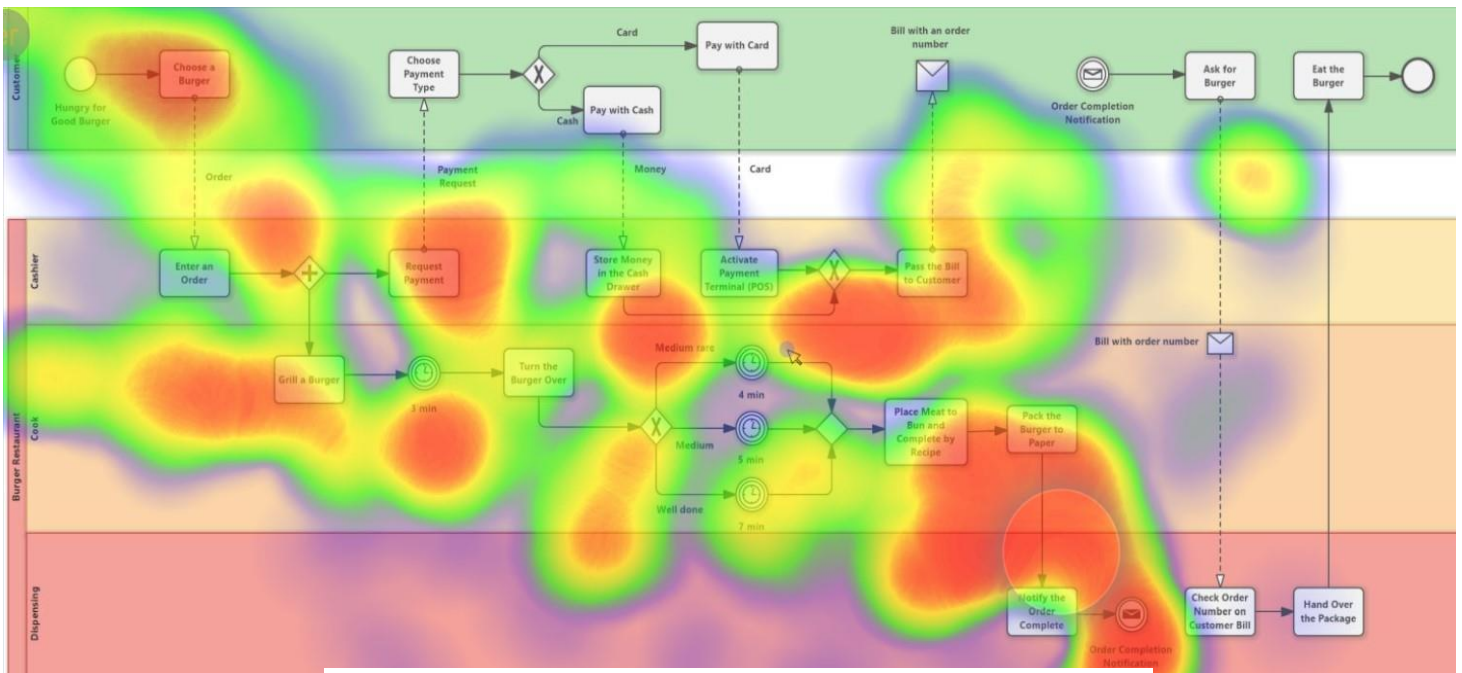 Customer
Hungry for
Good Burger
Choose a
Burger
Choose
Payment
Type
Card
Cash
Pay with Card
Pay with Cash
Bill with an order
number
Order Completion
Notification
Ask for
Burger
Eat the
Burger
Order
Payment
Request
Money
Card
Burger Restaurant
Cashier
Enter an
Order
Request
Payment
Store Money
in the Cash
Drawer
Activate
Payment
Terminal (POS)
Pass the Bill
to Customer
Bill with order number
Cook
Grill a Burger
3 min
Turn the
Burger Over
Medium rare
4 min
Medium
5 min
Well done
7 min
Place Meat to
Bun and
Complete by
Recipe
Pack the
Burger to
Paper
Dispensing
Notify the
Order
Complete
Order Completion
Notification
Check Order
Number on
Customer Bill
Hand Over
the Package